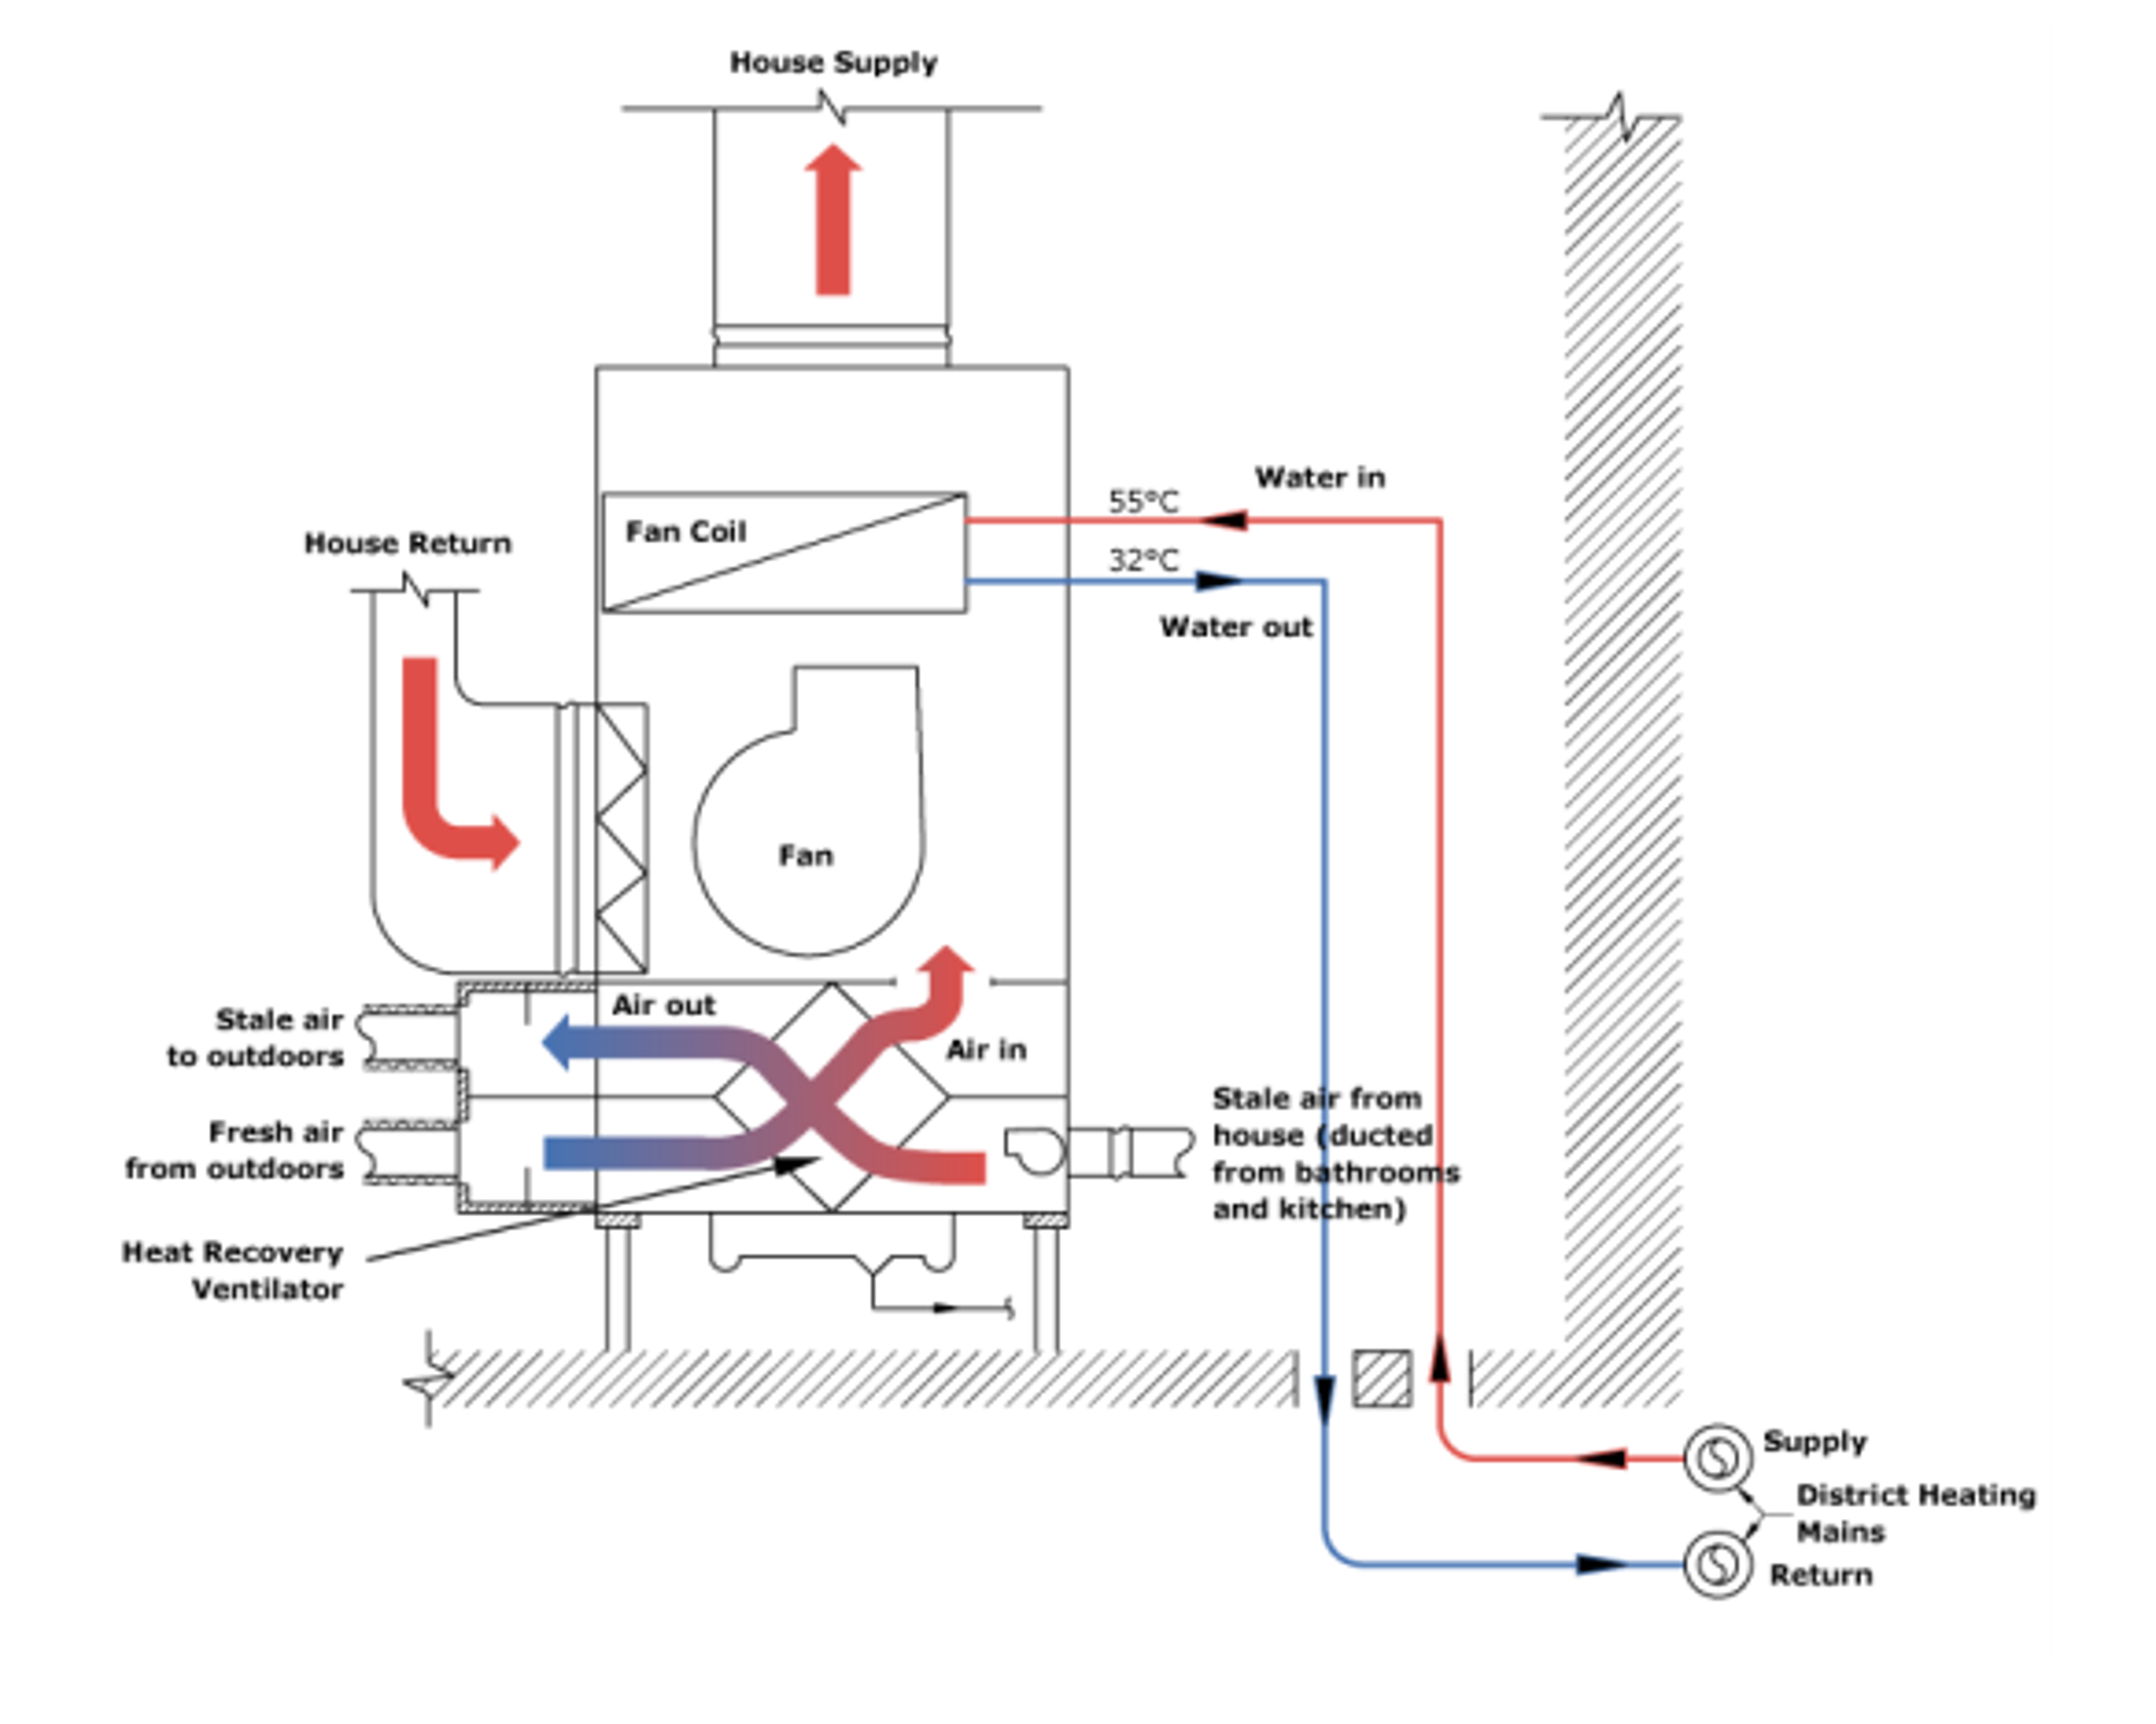 House Supply
55°C
Water in
Fan Coil
House Return
32°C
Water out
Fan
Air out
Stale air
to outdoors
Air in
Stale air from
house (ducted
from bathrooms
and kitchen)
Fresh air
from outdoors
Heat Recovery
Ventilator
Supply
District Heating
Mains
Return